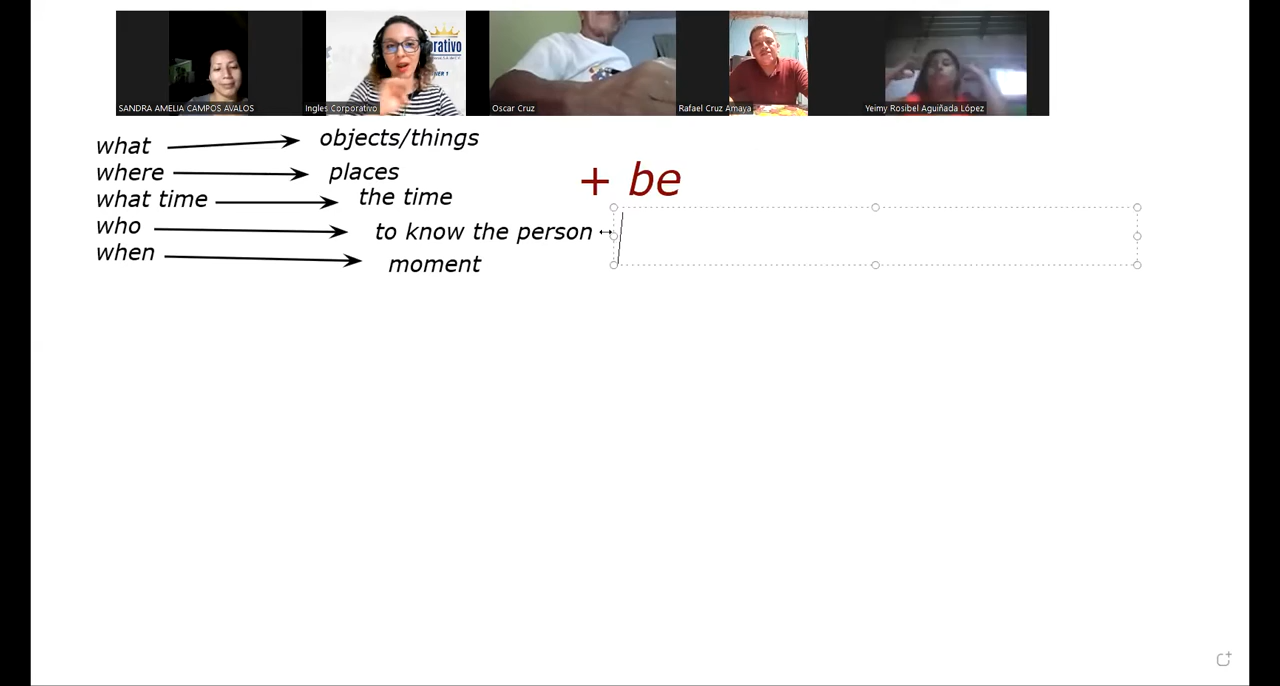 SANDRA AMELIA CAMPOS AVALOS
Ingles Corporativo
Oscar Cruz
Rafael Cruz Amaya
Yeimy Rosibel Aguiñada López
what
objects/things
where
places
what time
the time
who
to know the person
when
moment
+ be